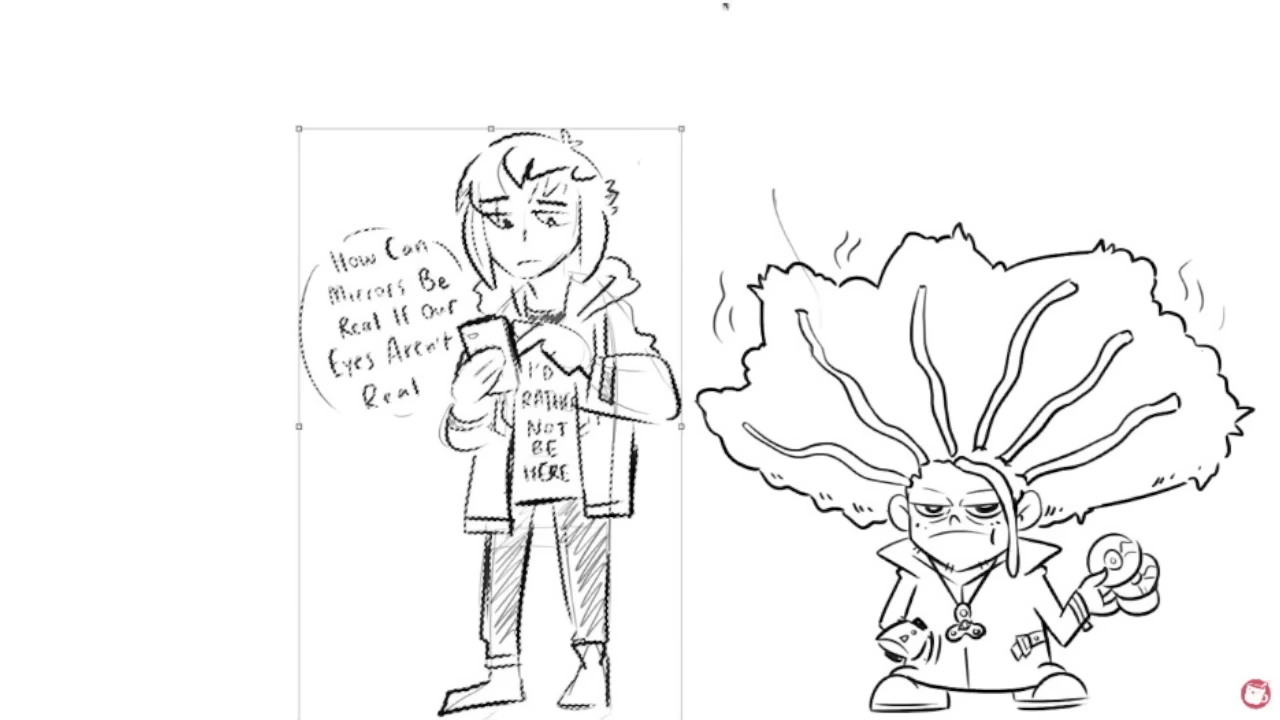 How Can
Mirrors Be
Real If Our
Eyes Aren't
Real
I'D
RATHER
NOT
BE
HERE